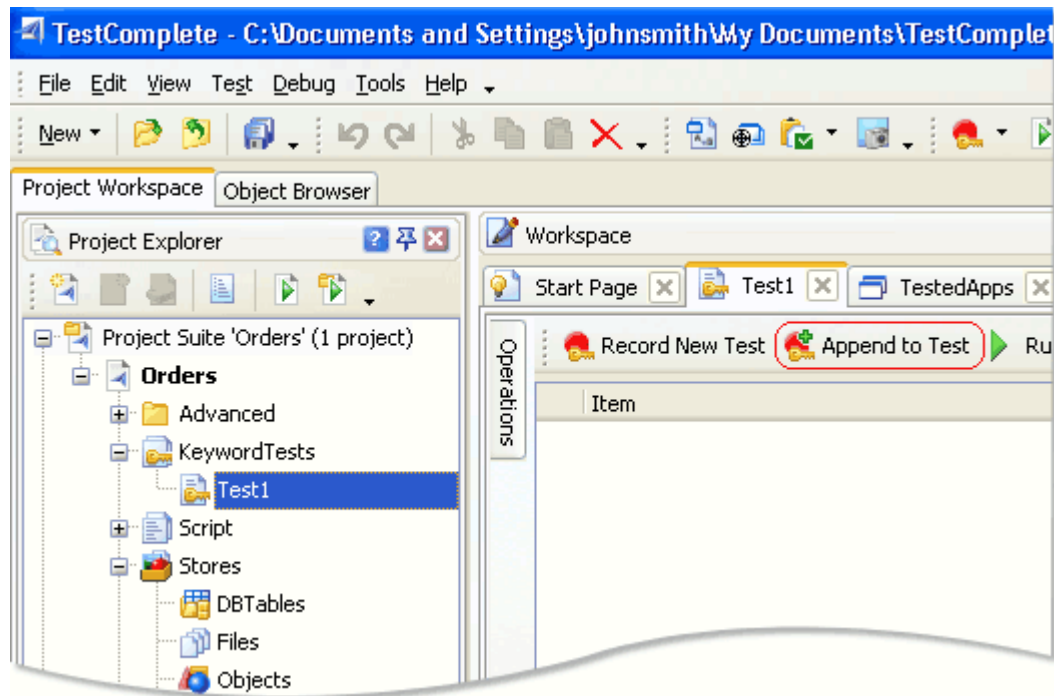 TestComplete - C:\Documents and Settings\johnsmith\My Documents\TestComplet
File Edit View Test Debug Tools Help
New
Project Workspace Object Browser
Project Explorer
Workspace
Start Page Test1 TestedApps
Operations
Record New Test Append to Test Ru
Item
Project Suite 'Orders' (1 project)
Orders
Advanced
KeywordTests
Test1
Script
Stores
DBTables
Files
Objects